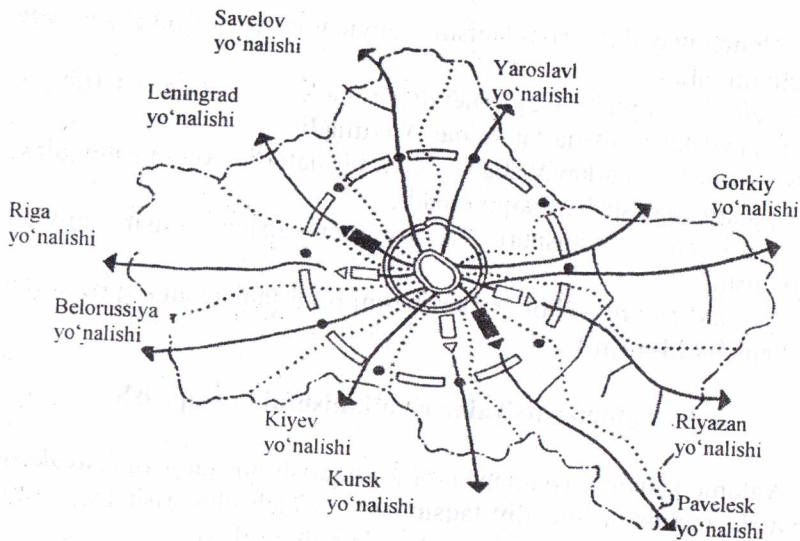 Savelov
yo‘nalishi
Yaroslavl
yo‘nalishi
Leningrad
yo‘nalishi
Gorkiy
yo‘nalishi
Riga
yo‘nalishi
Belorussiya
yo‘nalishi
Kiyev
yo‘nalishi
Kursk
yo‘nalishi
Riyazan
yo‘nalishi
Pavelesk
yo‘nalishi